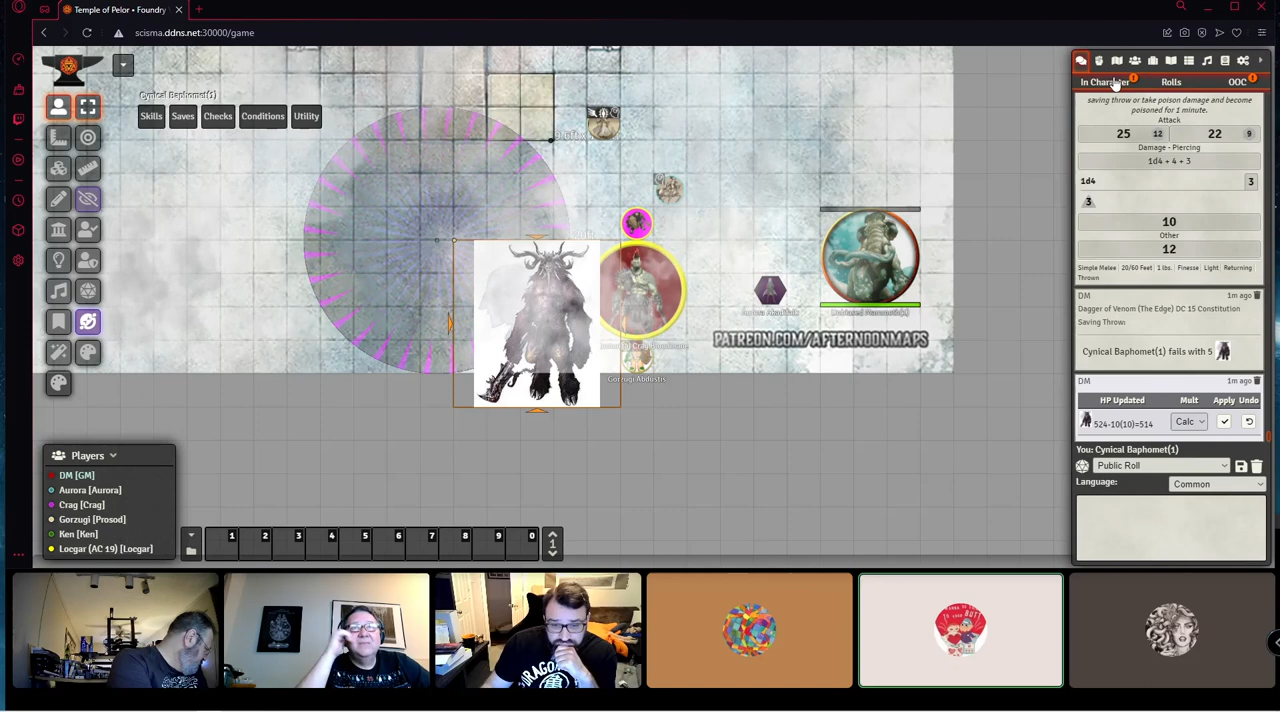 Temple of Pelor • Foundry
scisma.ddns.net:30000/game
Cynical Baphomet(1)
Skills
Saves
Checks
Conditions
Utility
In Character
Rolls
OOC
saving throw or take poison damage and become
poisoned for 1 minute.
Attack
25 12 22 9
Damage - Piercing
1d4 + 4 + 3
1d4 3
3
10
Other
12
Simple Melee 20/60 Feet 1 lbs. Finesse Light Returning
Thrown
DM 1m ago
Dagger of Venom (The Edge) DC 15 Constitution
Saving Throw:
Cynical Baphomet(1) fails with 5
DM 1m ago
HP Updated Mult Apply Undo
524-10(10)=514 Calc
You: Cynical Baphomet(1)
Public Roll
Language: Common
PATREON.COM/AFTERNOONMAPS
Gorzugi Abdustis
Players
DM [GM]
Aurora [Aurora]
Crag [Crag]
Gorzugi [Prosod]
Ken [Ken]
Locgar (AC 19) [Locgar]
1 2 3 4 5 6 7 8 9 0
1